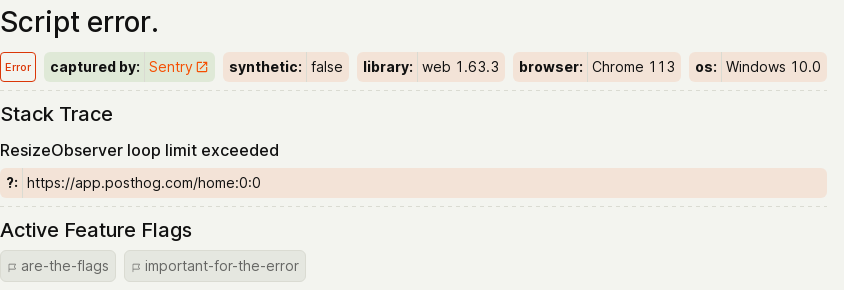 Script error.
Error captured by: Sentry synthetic: false library: web 1.63.3 browser: Chrome 113 os: Windows 10.0
Stack Trace
ResizeObserver loop limit exceeded
?: https://app.posthog.com/home:0:0
Active Feature Flags
are-the-flags important-for-the-error